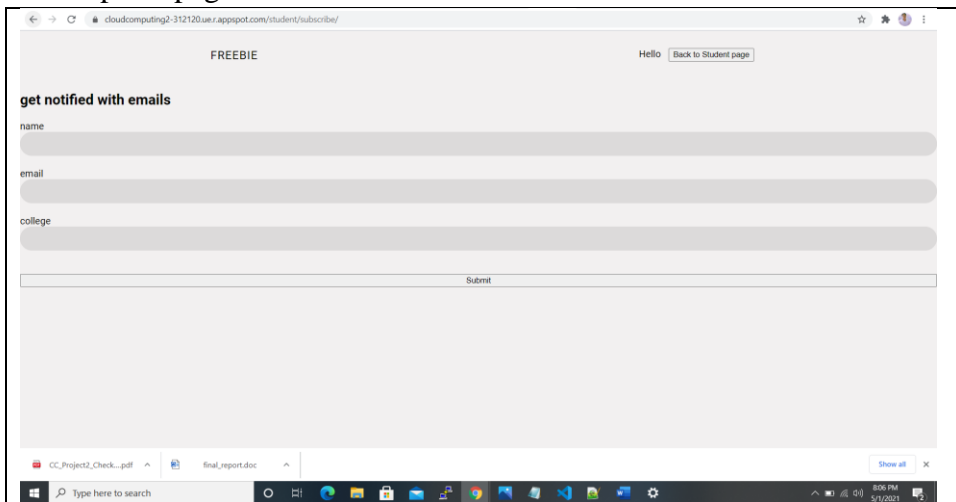 cloudcomputing2-312120.ue.r.appspot.com/student/subscribe/
FREEBIE
Hello Back to Student page
get notified with emails
name
email
college
Submit
CC_Project2_Check....pdf final_report.doc Show all
Type here to search
8:06 PM
5/1/2021
2